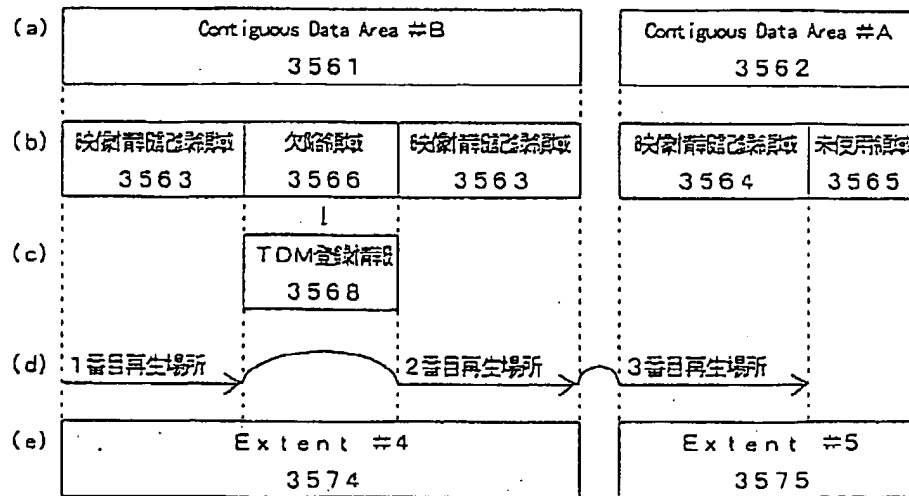 (a) Contiguous Data Area #B Contiguous Data Area #A
3561 3562
(b) 映像情報記録領域 欠陥領域 映像情報記録領域 映像情報記録領域 未使用領域
3563 3566 3563 3564 3565
(c) TDM登録情報
3568
(d) 1番目再生場所 2番目再生場所 3番目再生場所
(e) Extent #4 Extent #5
3574 3575